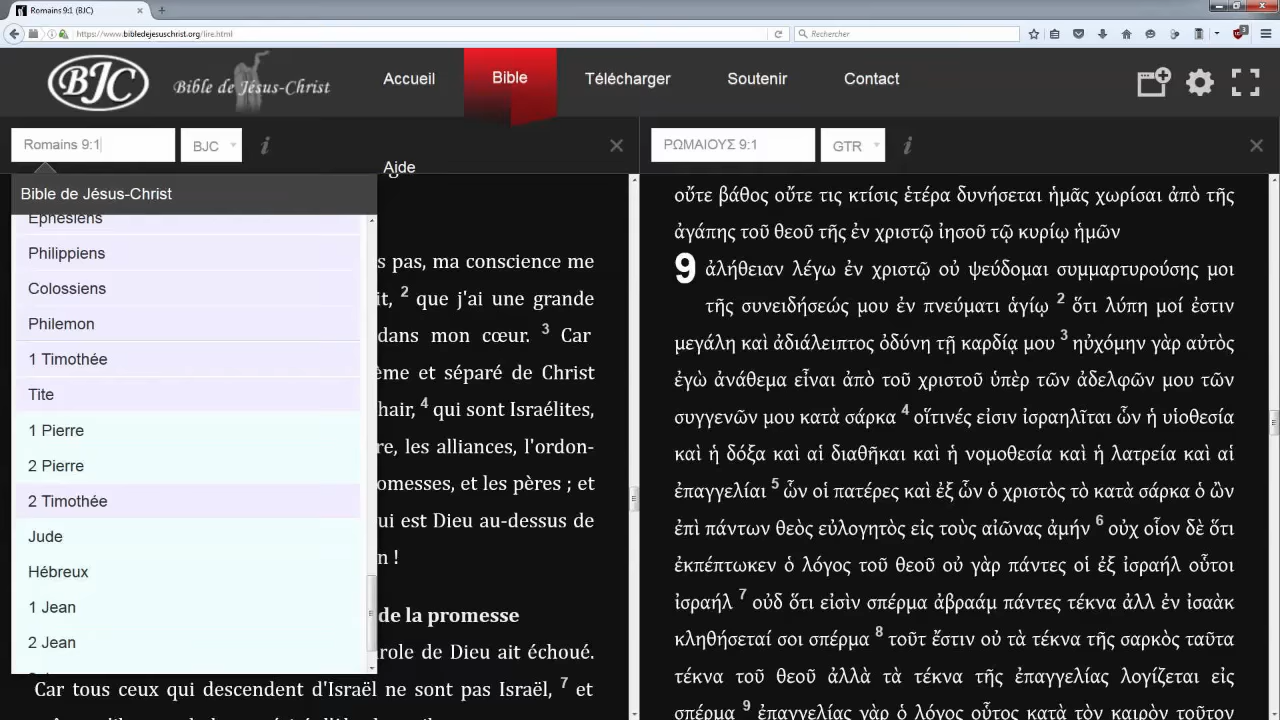 Romains 9:1 (BJC)
https://www.bibledejesuschrist.org/lire.html
Rechercher
BJC
Bible de Jésus-Christ
Accueil
Bible
Télécharger
Soutenir
Contact
Romains 9:1
BJC
i
Aide
ΡΩΜΑΙΟΥΣ 9:1
GTR
i
Bible de Jésus-Christ
Ephésiens
Philippiens
Colossiens
Philemon
1 Timothée
Tite
1 Pierre
2 Pierre
2 Timothée
Jude
Hébreux
1 Jean
2 Jean
s pas, ma conscience me
it, 2 que j'ai une grande
dans mon cœur. 3 Car
ème et séparé de Christ
hair, 4 qui sont Israélites,
re, les alliances, l'ordon-
omesses, et les pères ; et
ui est Dieu au-dessus de
n !
de la promesse
role de Dieu ait échoué.
Car tous ceux qui descendent d'Israël ne sont pas Israël, 7 et
οὔτε βάθος οὔτε τις κτίσις ἑτέρα δυνήσεται ἡμᾶς χωρίσαι ἀπὸ τῆς
ἀγάπης τοῦ θεοῦ τῆς ἐν χριστῷ ἰησοῦ τῷ κυρίῳ ἡμῶν
9 ἀλήθειαν λέγω ἐν χριστῷ οὐ ψεύδομαι συμμαρτυρούσης μοι
τῆς συνειδήσεώς μου ἐν πνεύματι ἁγίῳ 2 ὅτι λύπη μοί ἐστιν
μεγάλη καὶ ἀδιάλειπτος ὀδύνη τῇ καρδίᾳ μου 3 ηὐχόμην γὰρ αὐτὸς
ἐγὼ ἀνάθεμα εἶναι ἀπὸ τοῦ χριστοῦ ὑπὲρ τῶν ἀδελφῶν μου τῶν
συγγενῶν μου κατὰ σάρκα 4 οἵτινές εἰσιν ἰσραηλῖται ὧν ἡ υἱοθεσία
καὶ ἡ δόξα καὶ αἱ διαθῆκαι καὶ ἡ νομοθεσία καὶ ἡ λατρεία καὶ αἱ
ἐπαγγελίαι 5 ὧν οἱ πατέρες καὶ ἐξ ὧν ὁ χριστὸς τὸ κατὰ σάρκα ὁ ὢν
ἐπὶ πάντων θεὸς εὐλογητὸς εἰς τοὺς αἰῶνας ἀμήν 6 οὐχ οἷον δὲ ὅτι
ἐκπέπτωκεν ὁ λόγος τοῦ θεοῦ οὐ γὰρ πάντες οἱ ἐξ ἰσραήλ οὗτοι
ἰσραήλ 7 οὐδ ὅτι εἰσὶν σπέρμα ἀβραάμ πάντες τέκνα ἀλλ ἐν ἰσαὰκ
κληθήσεταί σοι σπέρμα 8 τοῦτ ἔστιν οὐ τὰ τέκνα τῆς σαρκὸς ταῦτα
τέκνα τοῦ θεοῦ ἀλλὰ τὰ τέκνα τῆς ἐπαγγελίας λογίζεται εἰς
σπέρμα 9 ἐπαγγελίας γὰρ ὁ λόγος οὗτος κατὰ τὸν καιρὸν τοῦτον